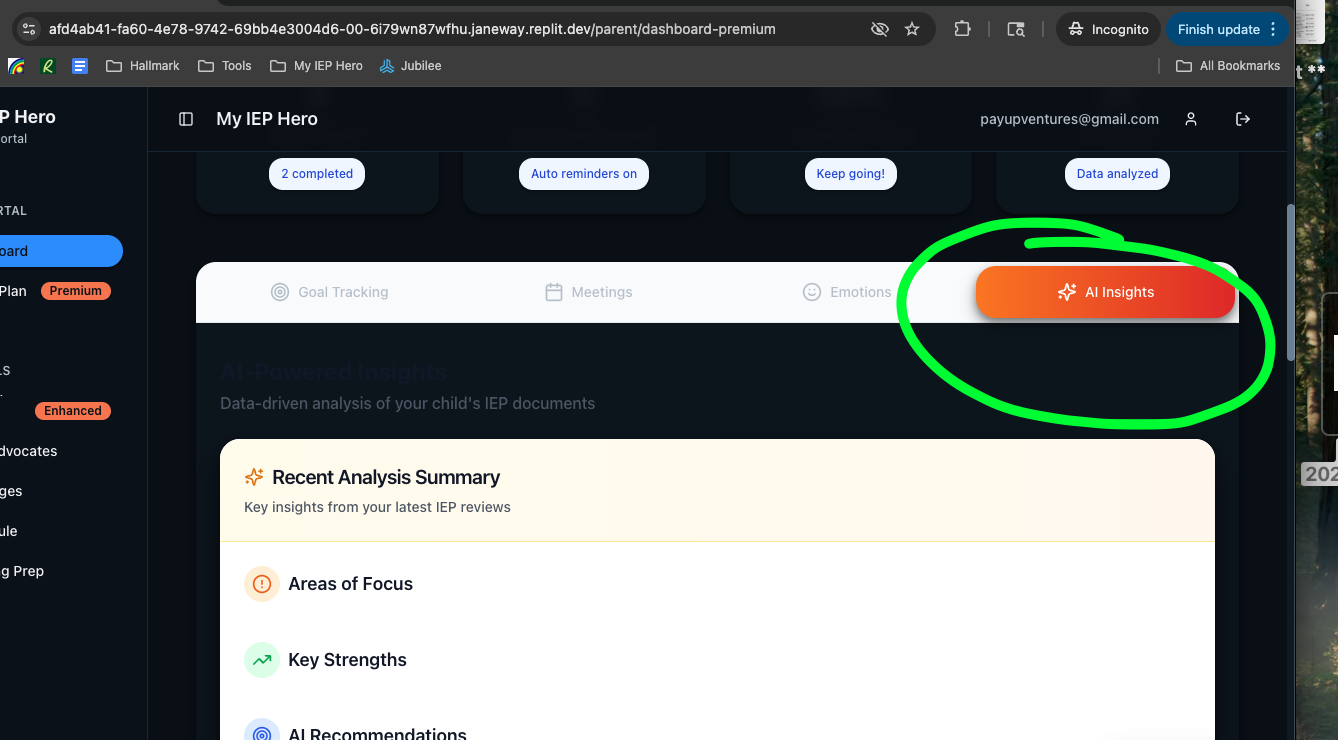 afd4ab41-fa60-4e78-9742-69bb4e3004d6-00-6i79wn87wfhu.janeway.replit.dev/parent/dashboard-premium
Incognito
Finish update
Hallmark
Tools
My IEP Hero
Jubilee
All Bookmarks
t **
P Hero
ortal
My IEP Hero
payupventures@gmail.com
2 completed
Auto reminders on
Keep going!
Data analyzed
RTAL
oard
Plan
Premium
Goal Tracking
Meetings
Emotions
AI Insights
AI-Powered Insights
Data-driven analysis of your child's IEP documents
LS
Enhanced
dvocates
ges
ule
g Prep
Recent Analysis Summary
Key insights from your latest IEP reviews
202
Areas of Focus
Key Strengths
AI Recommendations